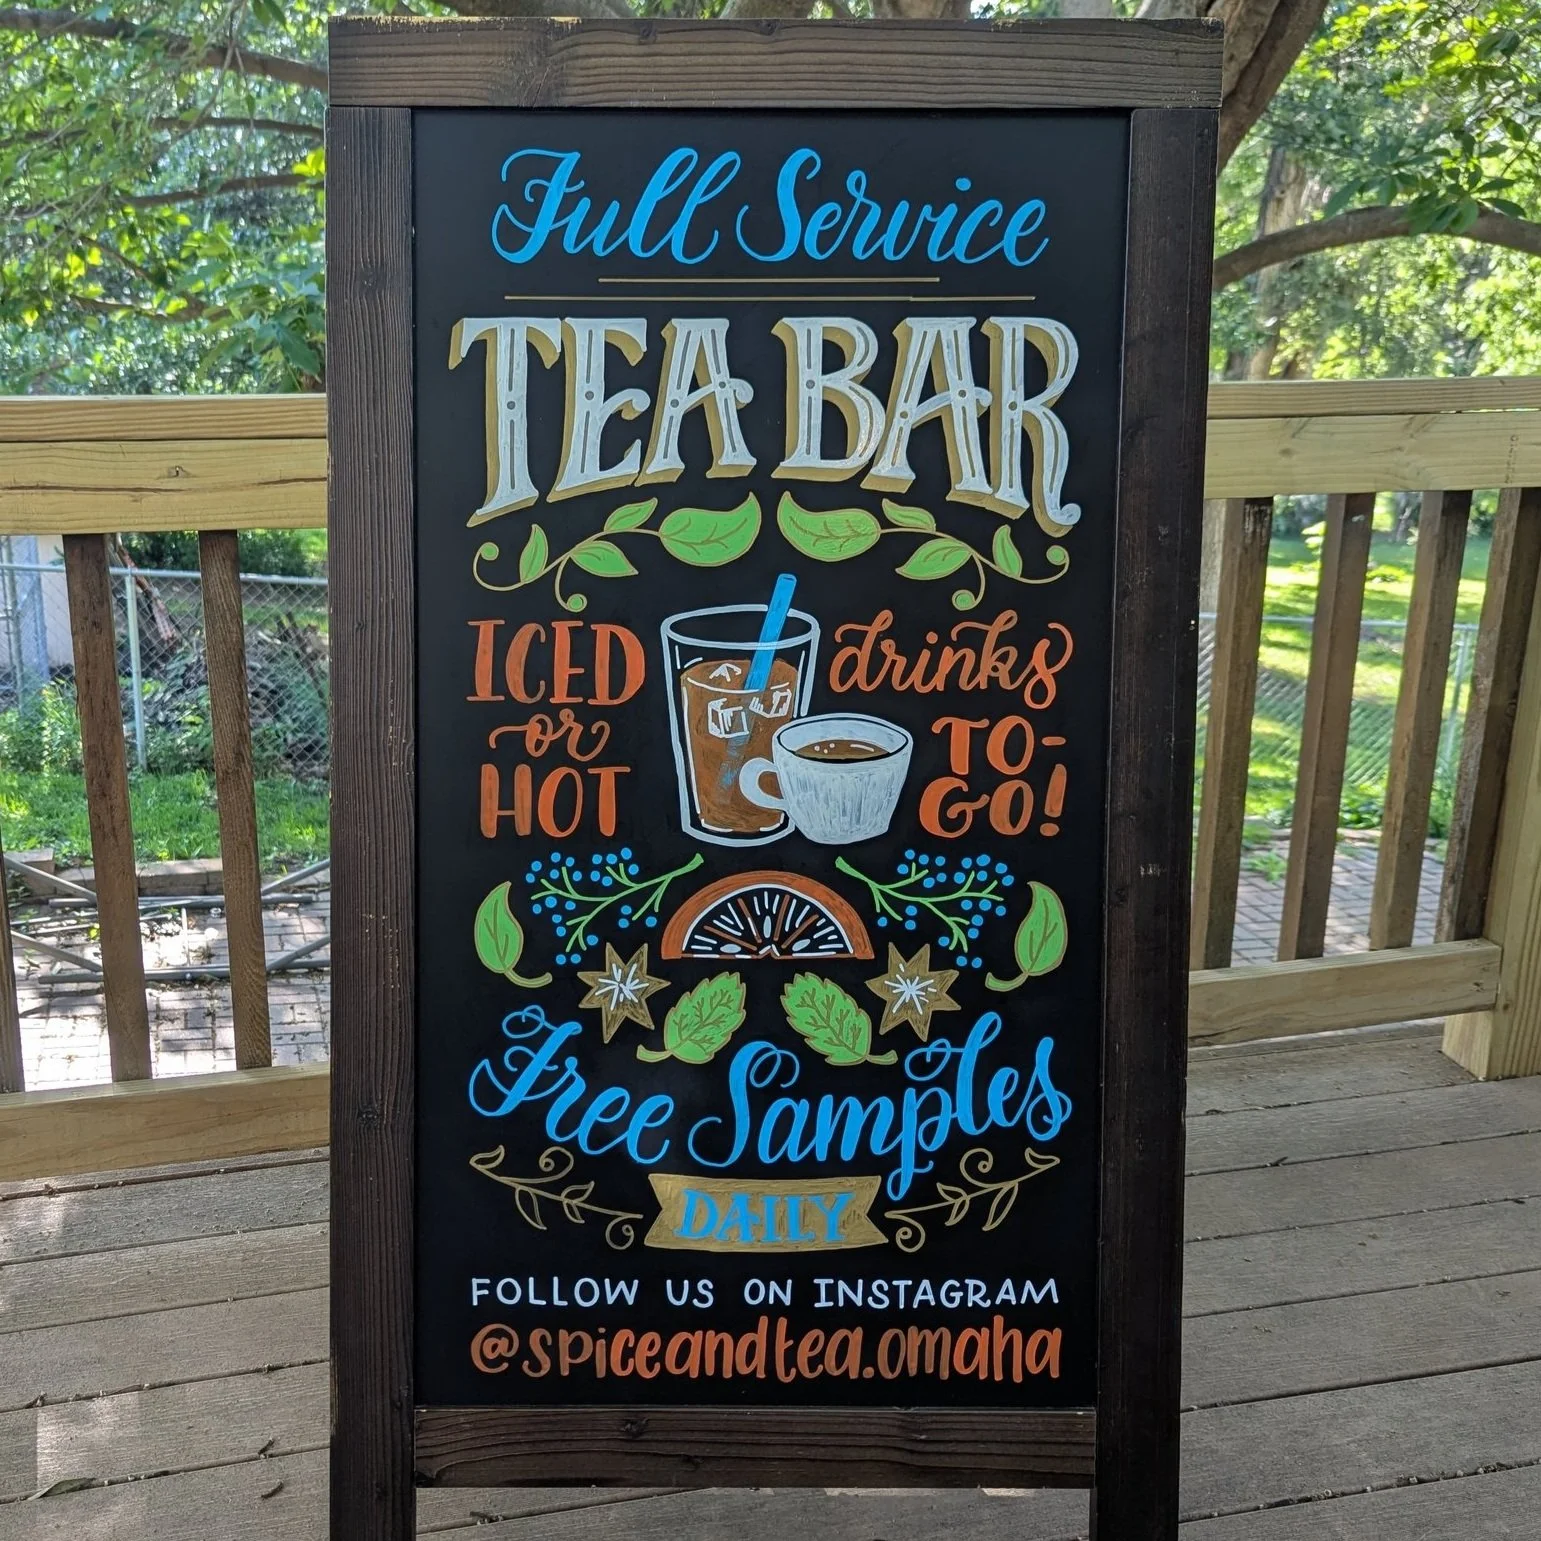 Full Service
TEA BAR
ICED
or
HOT
drinks
TO-
GO!
Free Samples
DAILY
FOLLOW US ON INSTAGRAM
@spiceandtea.omaha